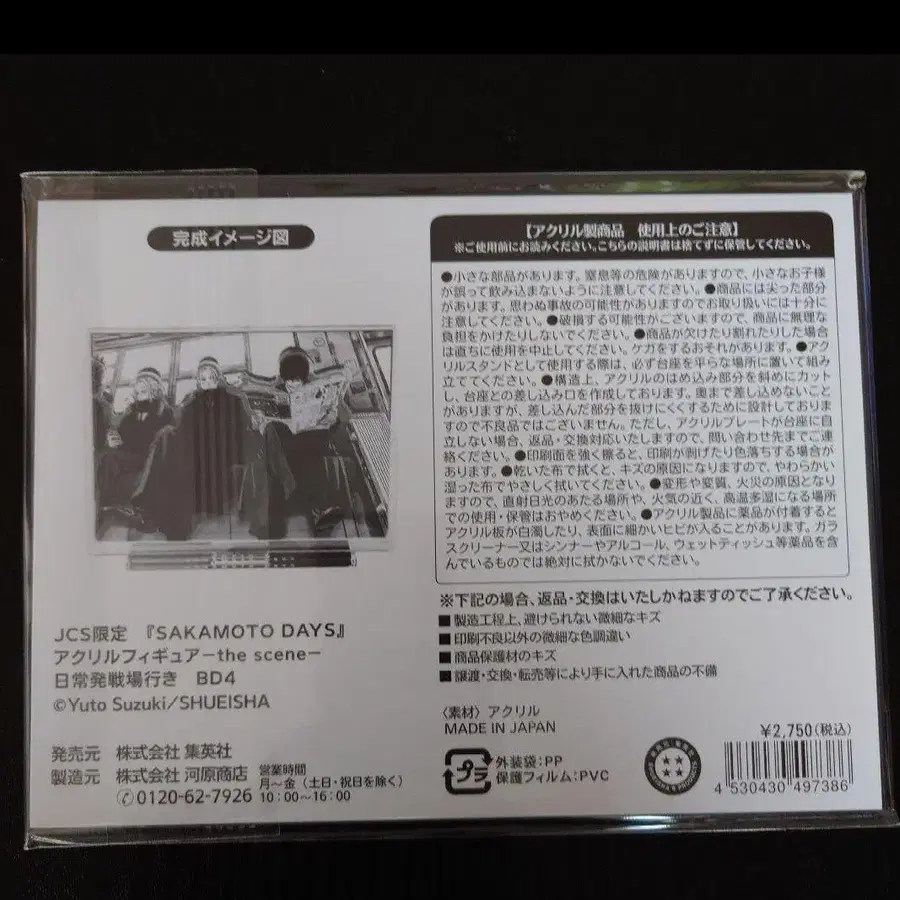 完成イメージ図
JCS限定 『SAKAMOTO DAYS』
アクリルフィギュアーthe sceneー
日常発戦場行き BD4
©Yuto Suzuki/SHUEISHA
発売元 株式会社 集英社
製造元 株式会社 河原商店
営業時間
月～金(土日・祝日を除く)
0120-62-7926 10:00～16:00
【アクリル製商品 使用上のご注意】
※ご使用前にお読みください。こちらの説明書は捨てずに保管してください。
●小さな部品があります。窒息等の危険がありますので、小さなお子様
が誤って飲み込まないように注意してください。●商品には尖った部分
があります。思わぬ事故の可能性がありますのでお取り扱いには十分に
注意してください。●破損する可能性がございますので、商品に無理な
負担をかけたりしないでください。●商品が欠けたり割れたりした場合
は直ちに使用を中止してください。ケガをするおそれがあります。●アク
リルスタンドとして使用する際は、必ず台座を平らな場所に置いて組み
立ててください。●構造上、アクリルのはめ込み部分を斜めにカット
し、台座との差し込み口を作成しております。奥まで差し込めないこと
がありますが、差し込んだ部分を抜けにくくするために設計しておりま
すので不良品ではございません。ただし、アクリルプレートが台座に自
立しない場合、返品・交換対応いたしますので、問い合わせ先までご連
絡ください。●印刷面を強く擦ると、印刷が剥げたり色落ちする場合が
あります。●乾いた布で拭くと、キズの原因になりますので、やわらかい
湿った布でやさしく拭いてください。●変形や変質、火災の原因となり
ますので、直射日光のあたる場所や、火気の近く、高温多湿になる場所
での使用・保管はおやめください。●アクリル製品に薬品が付着すると
アクリル板が白濁したり、表面に細かいヒビが入ることがあります。ガラ
スクリーナー又はシンナーやアルコール、ウェットティッシュ等薬品を含
んでいるものでは絶対に拭かないでください。
※下記の場合、返品・交換はいたしかねますのでご了承ください。
■製造工程上、避けられない微細なキズ
■印刷不良以外の微細な色調違い
■商品保護材のキズ
■譲渡・交換・転売等により手に入れた商品の不備
〈素材〉アクリル
MADE IN JAPAN
プラ
外装袋:PP
保護フィルム:PVC
¥2,750(税込)
4 530430 497386